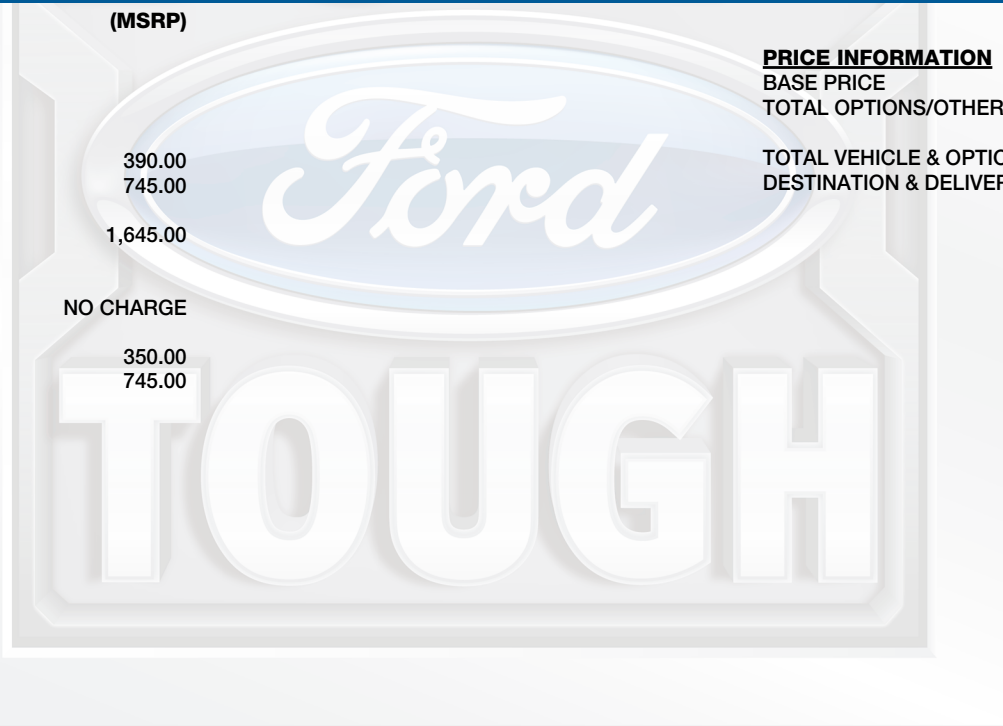 (MSRP)
390.00
745.00
1,645.00
NO CHARGE
350.00
745.00
PRICE INFORMATION
BASE PRICE
TOTAL OPTIONS/OTHER
TOTAL VEHICLE & OPTIO
DESTINATION & DELIVER
Ford
TOUGH